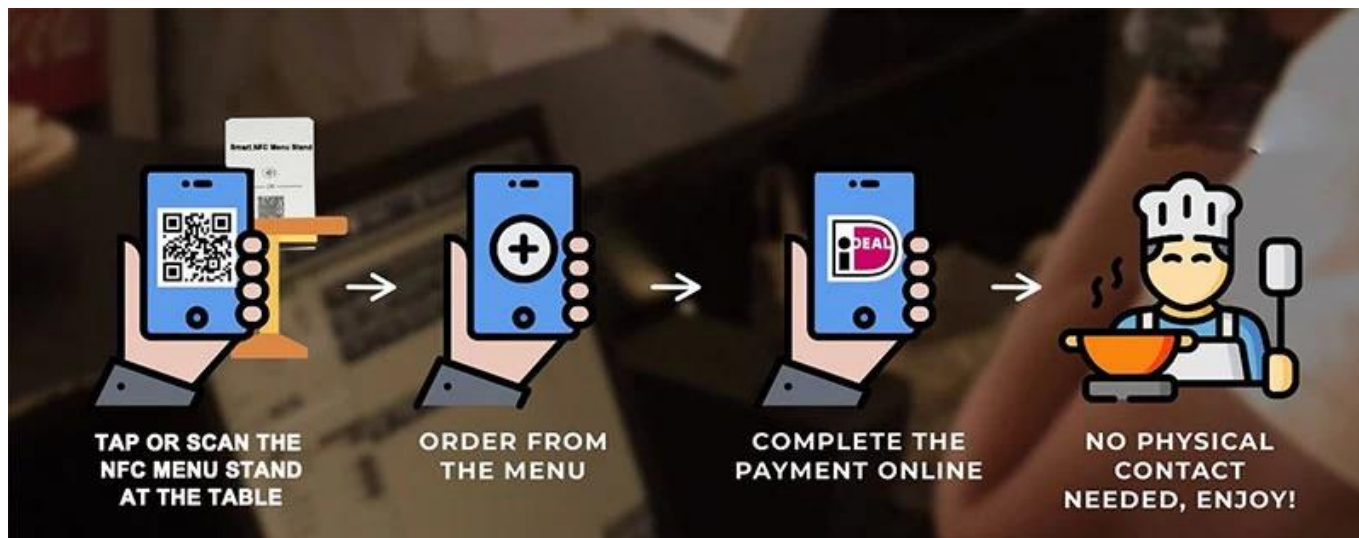 Smart NFC Menu Stand
OR
iDEAL
TAP OR SCAN THE
NFC MENU STAND
AT THE TABLE
ORDER FROM
THE MENU
COMPLETE THE
PAYMENT ONLINE
NO PHYSICAL
CONTACT
NEEDED, ENJOY!